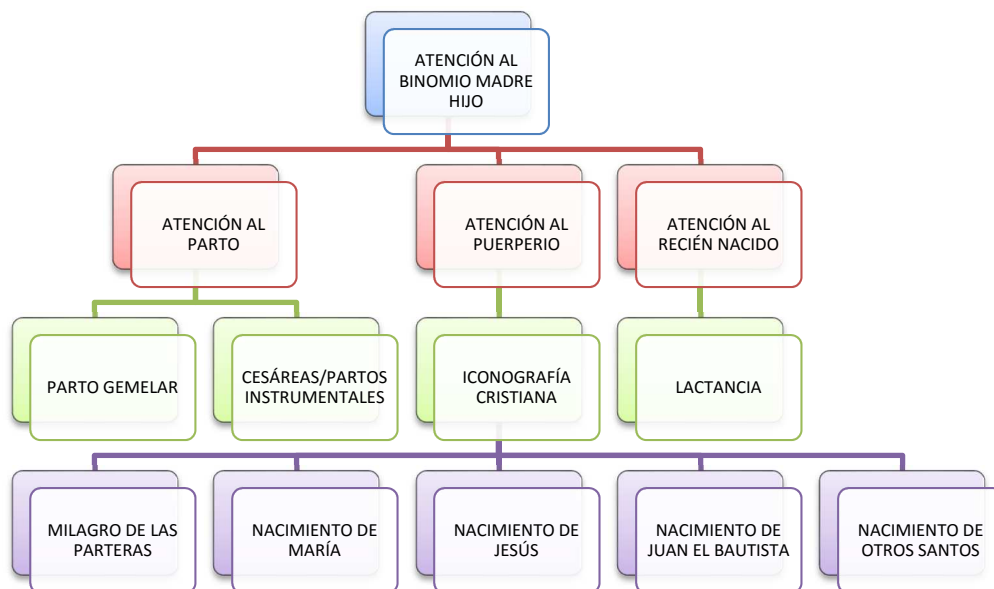 ATENCIÓN AL
BINOMIO MADRE
HIJO
ATENCIÓN AL
PARTO
ATENCIÓN AL
PUERPERIO
ATENCIÓN AL
RECIÉN NACIDO
PARTO GEMELAR
CESÁREAS/PARTOS
INSTRUMENTALES
ICONOGRAFÍA
CRISTIANA
LACTANCIA
MILAGRO DE LAS
PARTERAS
NACIMIENTO DE
MARÍA
NACIMIENTO DE
JESÚS
NACIMIENTO DE
JUAN EL BAUTISTA
NACIMIENTO DE
OTROS SANTOS